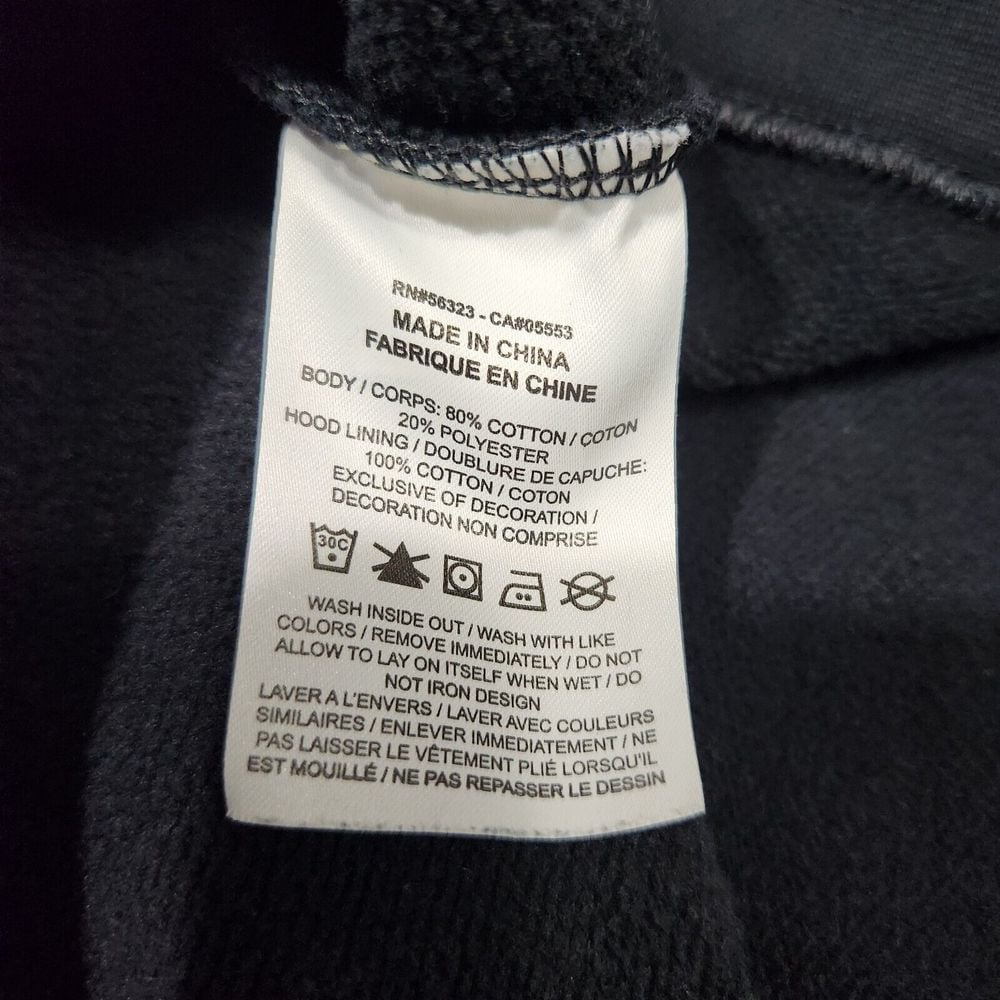 RN#56323 - CA#05553
MADE IN CHINA
FABRIQUE EN CHINE
BODY / CORPS: 80% COTTON / COTON
20% POLYESTER
HOOD LINING / DOUBLURE DE CAPUCHE:
100% COTTON / COTON
EXCLUSIVE OF DECORATION /
DECORATION NON COMPRISE
30C
WASH INSIDE OUT / WASH WITH LIKE
COLORS / REMOVE IMMEDIATELY / DO NOT
ALLOW TO LAY ON ITSELF WHEN WET / DO
NOT IRON DESIGN
LAVER A L'ENVERS / LAVER AVEC COULEURS
SIMILAIRES / ENLEVER IMMEDIATEMENT / NE
PAS LAISSER LE VÊTEMENT PLIÉ LORSQU'IL
EST MOUILLÉ / NE PAS REPASSER LE DESSIN